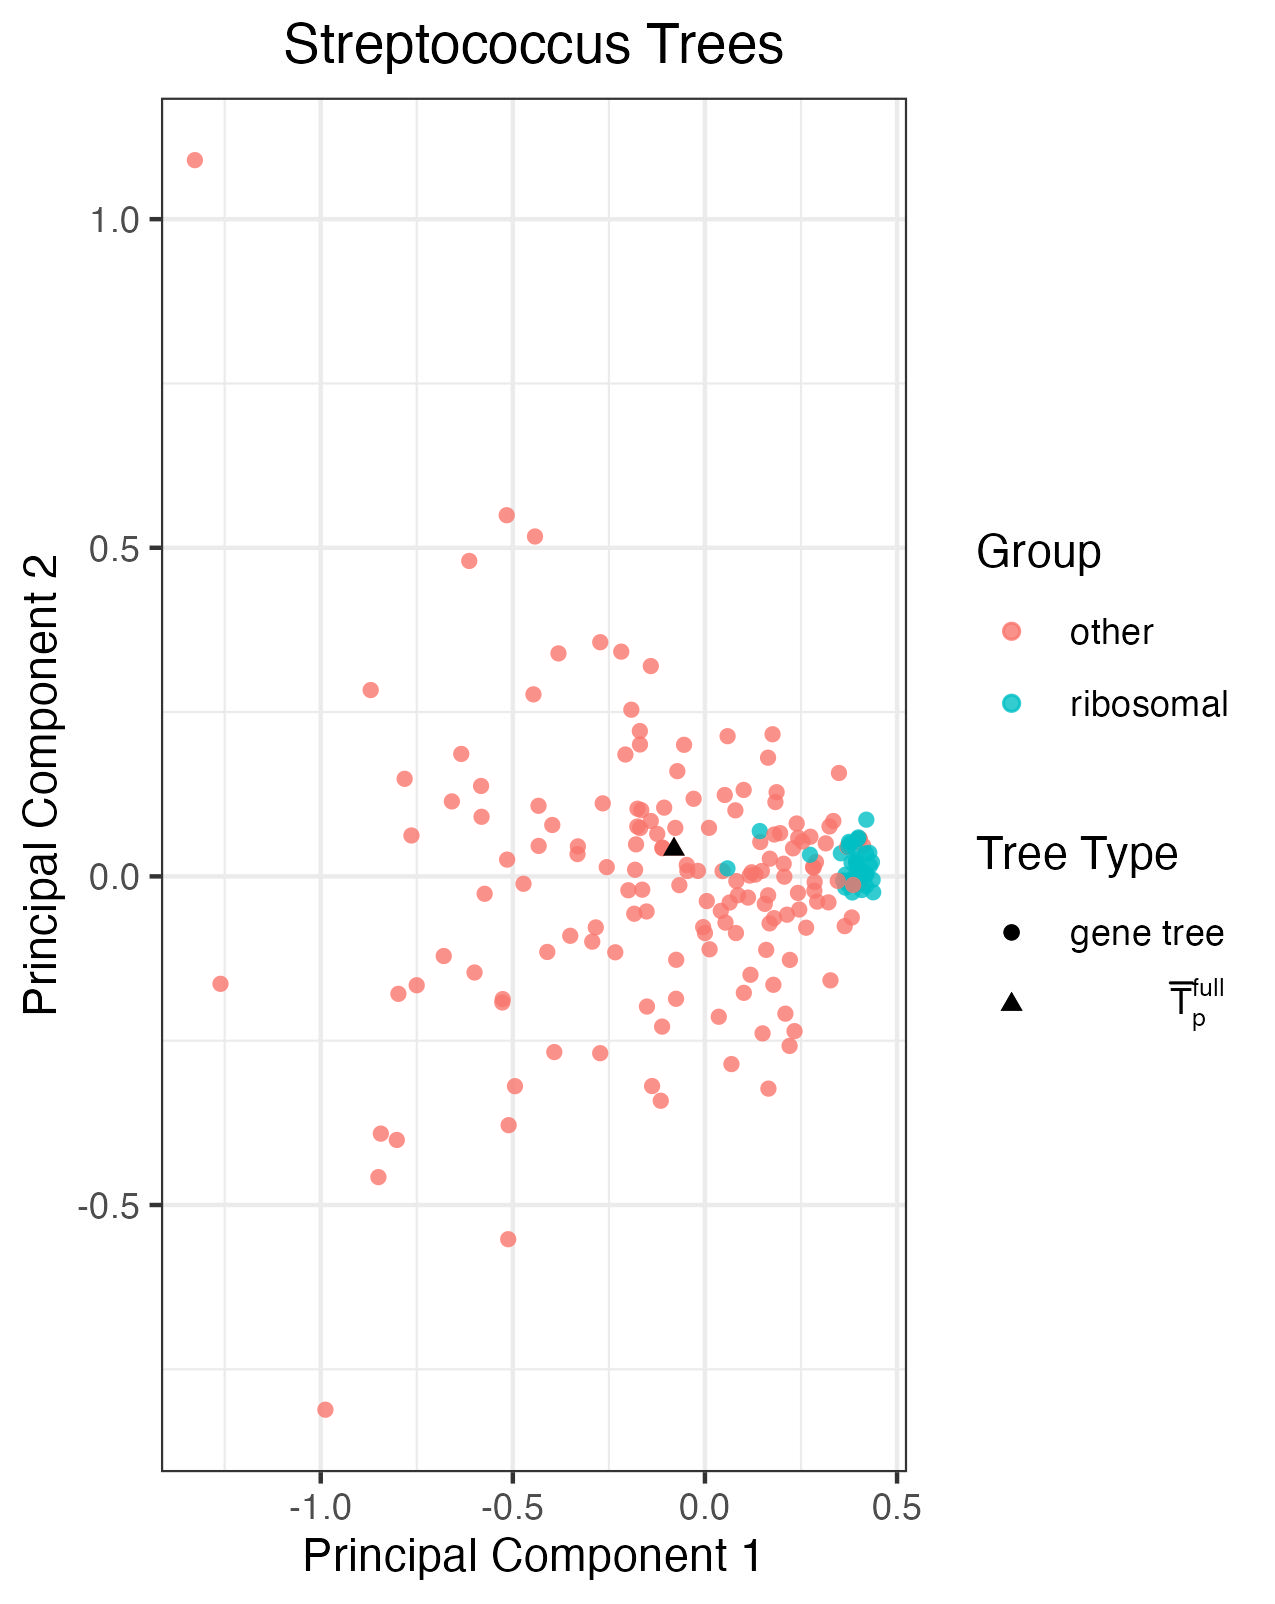 Streptococcus Trees
Principal Component 2
1.0
0.5
0.0
-0.5
-1.0 -0.5 0.0 0.5
Principal Component 1
Group
other
ribosomal
Tree Type
gene tree
T̅ₚᶠᵘˡˡ